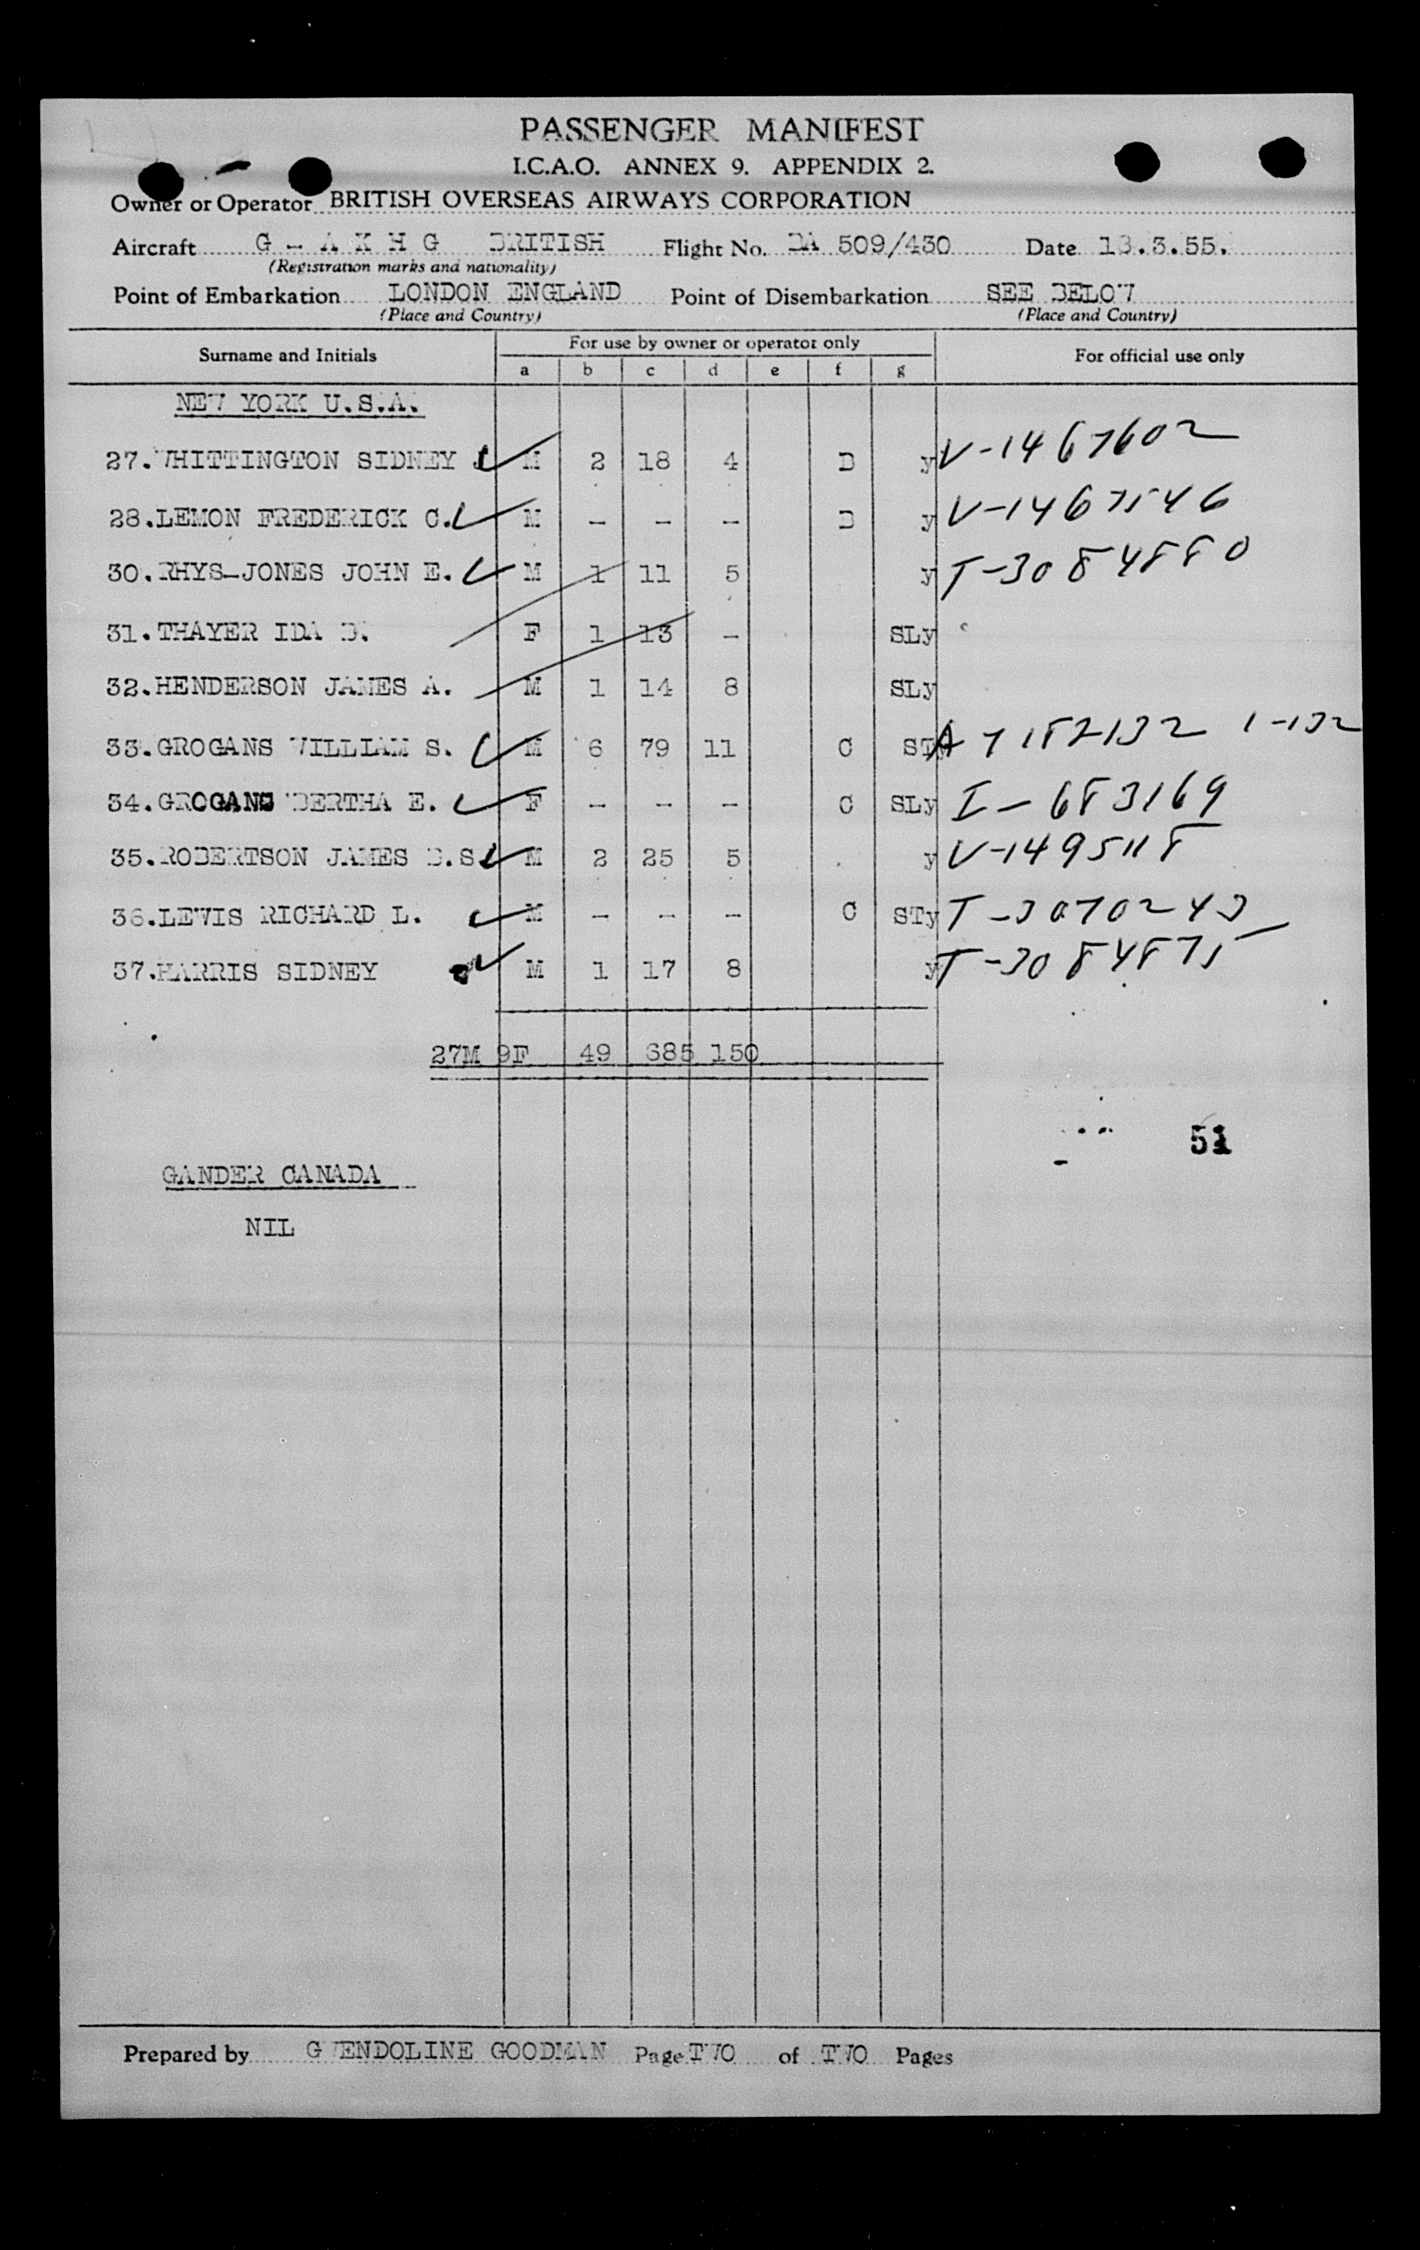 PASSENGER MANIFEST
I.C.A.O. ANNEX 9. APPENDIX 2.
Owner or Operator BRITISH OVERSEAS AIRWAYS CORPORATION
Aircraft G - A K H G BRITISH Flight No. BA 509/430 Date 13.3.55.
(Registration marks and nationality)
Point of Embarkation LONDON ENGLAND Point of Disembarkation SEE BELOW
(Place and Country) (Place and Country)
Surname and Initials For use by owner or operator only For official use only
a b c d e f g
NEW YORK U.S.A.
27. WHITTINGTON SIDNEY M 2 18 4 D y V-1467602
28. LEMON FREDERICK C. M - - - D y V-1467546
30. RHYS-JONES JOHN E. M 1 11 5 y T-3084880
31. THAYER IDA B. F 1 13 - SLy
32. HENDERSON JAMES A. M 1 14 8 SLy
33. GROGANS WILLIAM S. M 6 79 11 C ST A 7182132 1-132
34. GROGANS BERTHA E. F - - - C SLy I-683169
35. ROBERTSON JAMES D.S. M 2 25 5 y V-1495118
36. LEWIS RICHARD L. M - - - C STy T-3070243
37. HARRIS SIDNEY M 1 17 8 y T-3084875
27M 9F 49 685 150
51
GANDER CANADA
NIL
Prepared by GWENDOLINE GOODMAN Page TWO of TWO Pages